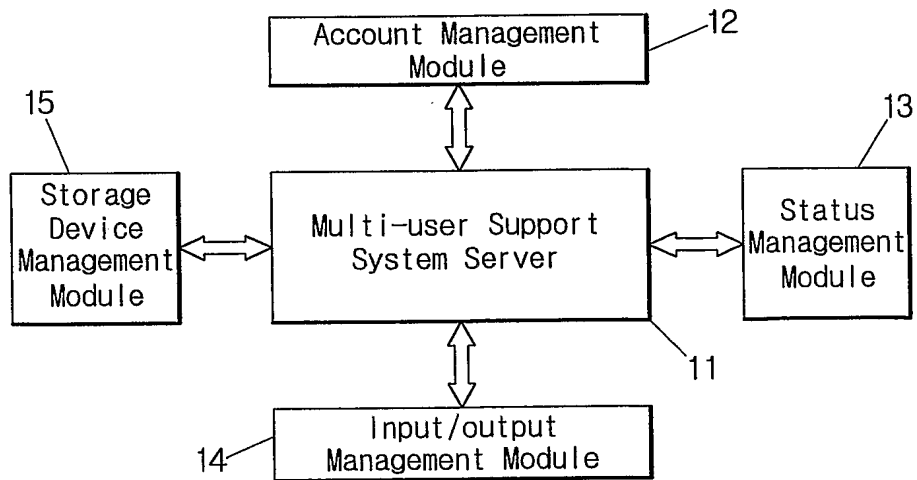 Account Management
Module
12
15
13
Storage
Device
Management
Module
Multi-user Support
System Server
Status
Management
Module
11
Input/output
Management Module
14